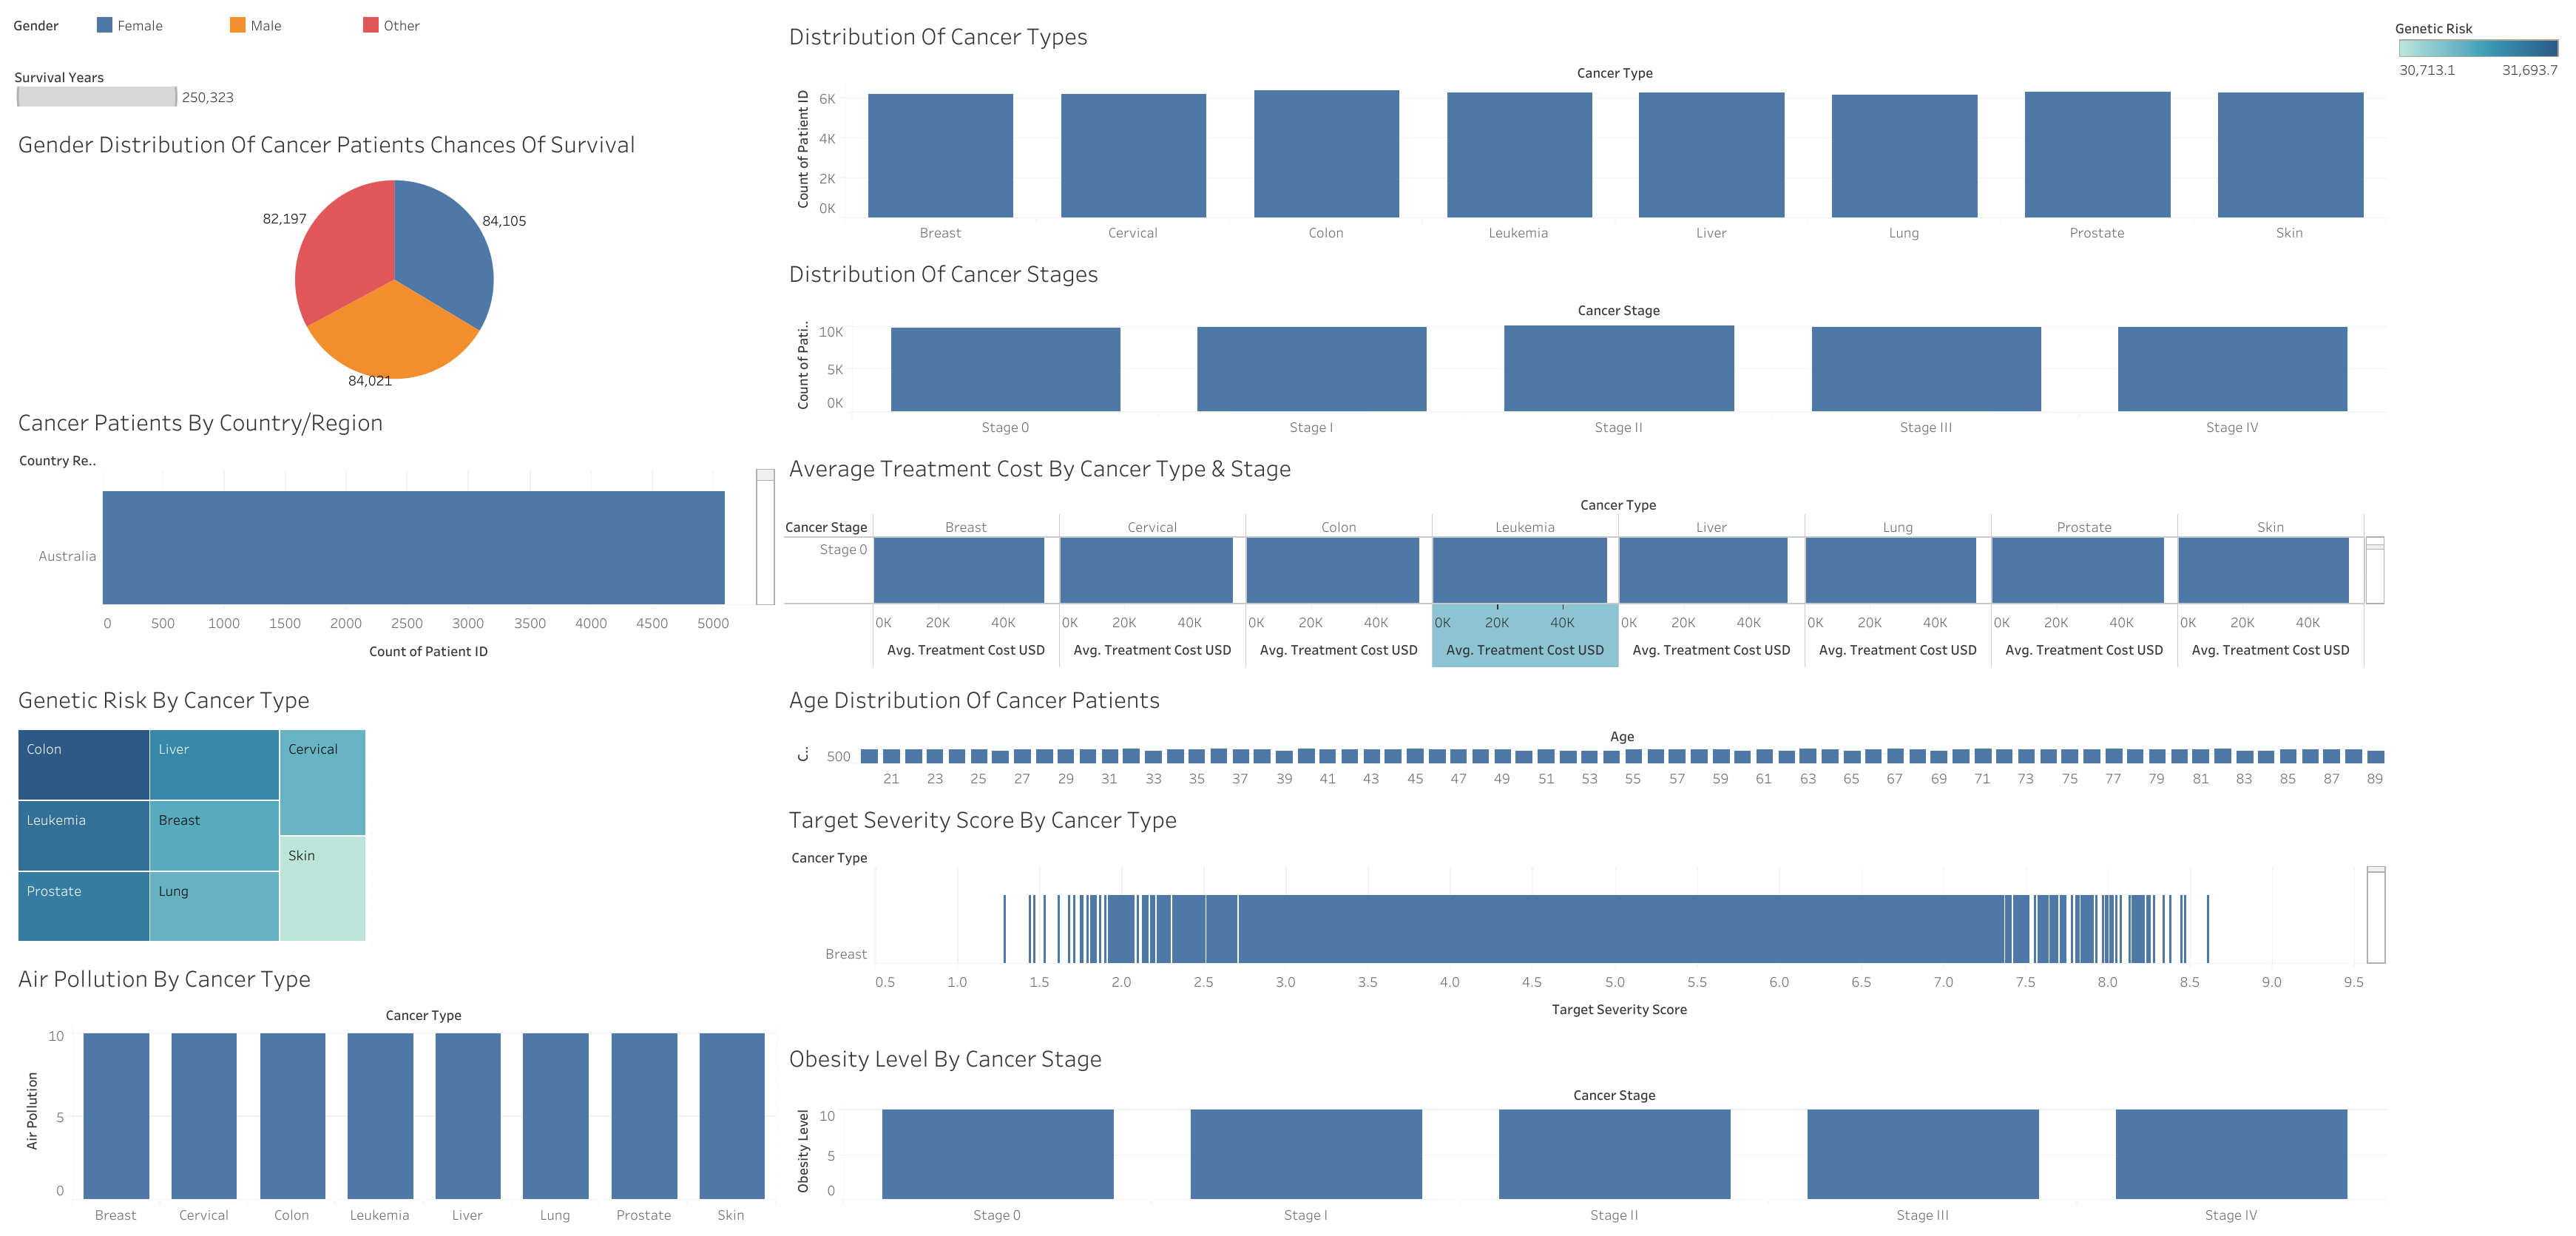 Gender Female Male Other
Survival Years
250,323
Gender Distribution Of Cancer Patients Chances Of Survival
82,197
84,105
84,021
Cancer Patients By Country/Region
Country Re..
Australia
0 500 1000 1500 2000 2500 3000 3500 4000 4500 5000
Count of Patient ID
Genetic Risk By Cancer Type
Colon Liver Cervical
Leukemia Breast
Skin
Prostate Lung
Air Pollution By Cancer Type
Cancer Type
Air Pollution
10
5
0
Breast Cervical Colon Leukemia Liver Lung Prostate Skin
Distribution Of Cancer Types
Cancer Type
Count of Patient ID
6K
4K
2K
0K
Breast Cervical Colon Leukemia Liver Lung Prostate Skin
Distribution Of Cancer Stages
Cancer Stage
Count of Pati..
10K
5K
0K
Stage 0 Stage I Stage II Stage III Stage IV
Average Treatment Cost By Cancer Type & Stage
Cancer Type
Cancer Stage Breast Cervical Colon Leukemia Liver Lung Prostate Skin
Stage 0
0K 20K 40K 0K 20K 40K 0K 20K 40K 0K 20K 40K 0K 20K 40K 0K 20K 40K 0K 20K 40K 0K 20K 40K
Avg. Treatment Cost USD Avg. Treatment Cost USD Avg. Treatment Cost USD Avg. Treatment Cost USD Avg. Treatment Cost USD Avg. Treatment Cost USD Avg. Treatment Cost USD Avg. Treatment Cost USD
Age Distribution Of Cancer Patients
Age
C..
500
21 23 25 27 29 31 33 35 37 39 41 43 45 47 49 51 53 55 57 59 61 63 65 67 69 71 73 75 77 79 81 83 85 87 89
Target Severity Score By Cancer Type
Cancer Type
Breast
0.5 1.0 1.5 2.0 2.5 3.0 3.5 4.0 4.5 5.0 5.5 6.0 6.5 7.0 7.5 8.0 8.5 9.0 9.5
Target Severity Score
Obesity Level By Cancer Stage
Cancer Stage
Obesity Level
10
5
0
Stage 0 Stage I Stage II Stage III Stage IV
Genetic Risk
30,713.1 31,693.7